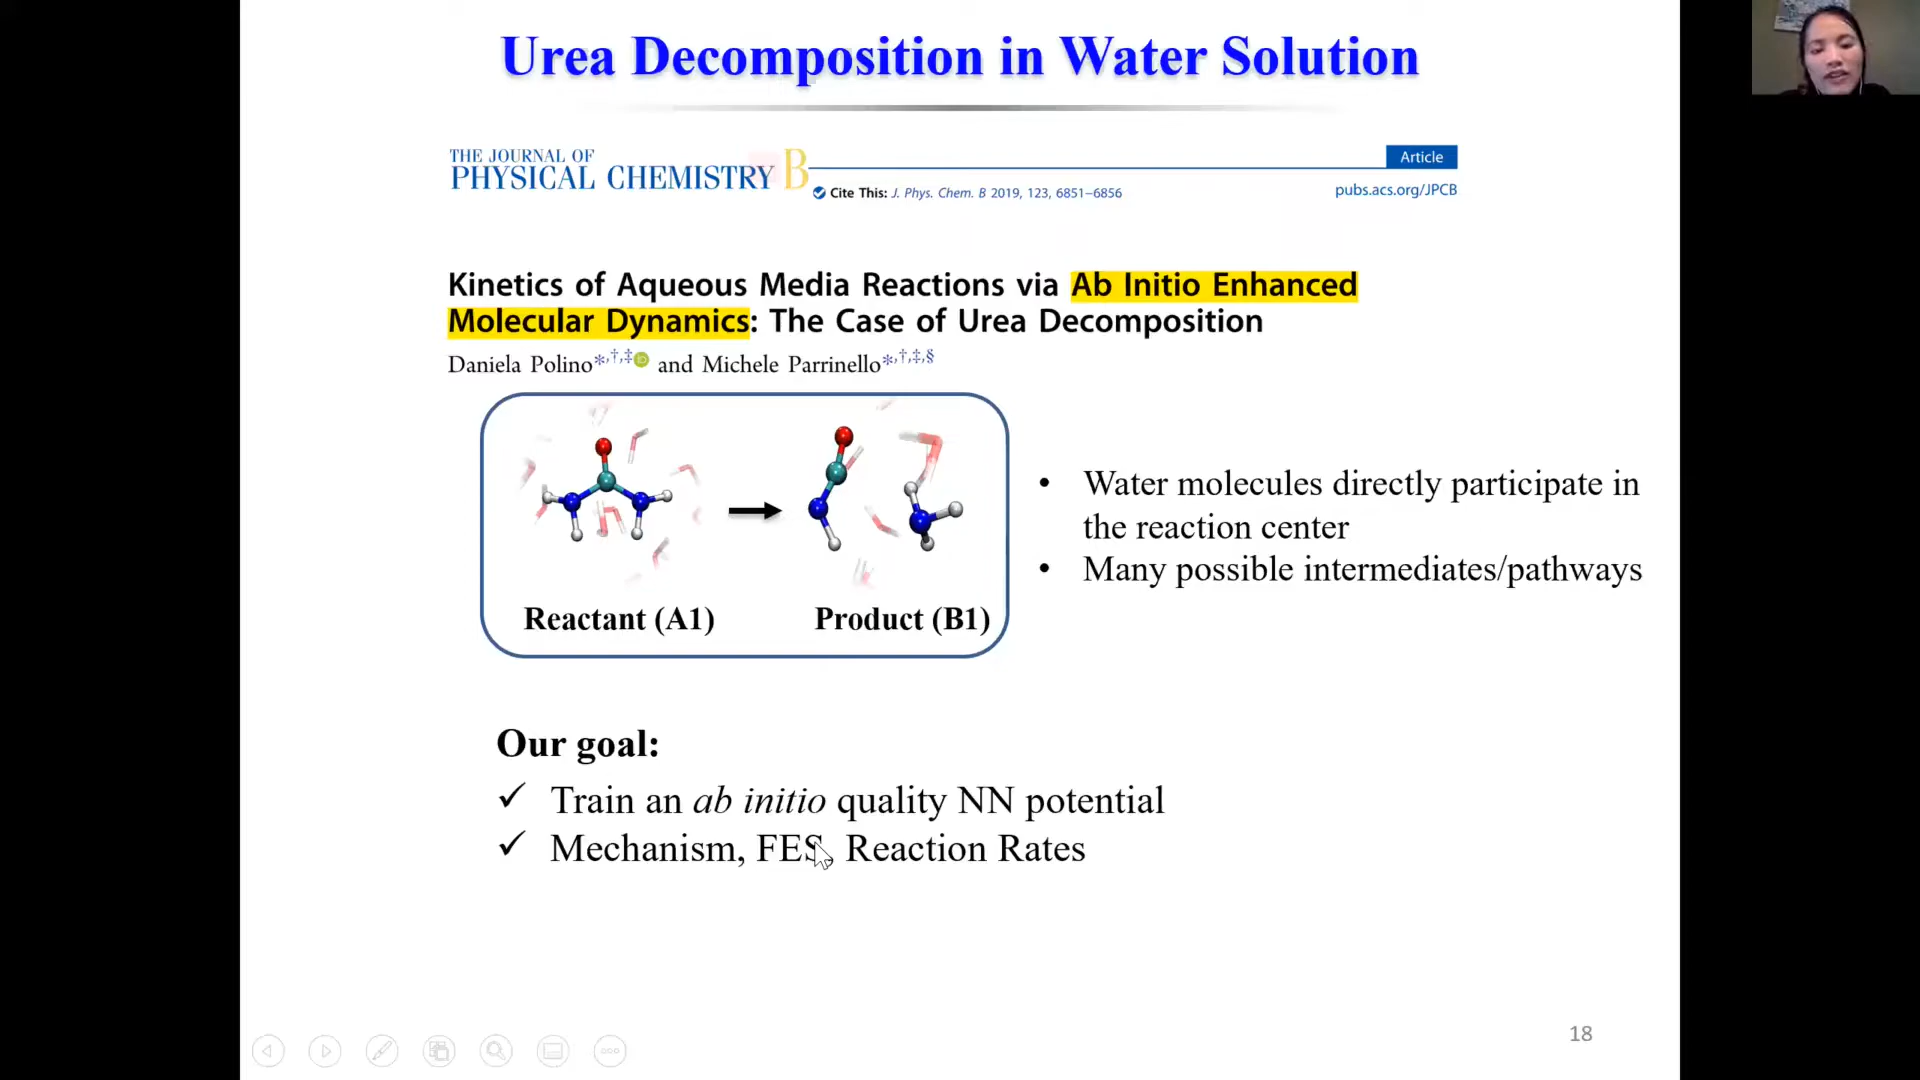 Urea Decomposition in Water Solution
THE JOURNAL OF
PHYSICAL CHEMISTRY B
Article
Cite This: J. Phys. Chem. B 2019, 123, 6851–6856
pubs.acs.org/JPCB
Kinetics of Aqueous Media Reactions via Ab Initio Enhanced
Molecular Dynamics: The Case of Urea Decomposition
Daniela Polino*,†,‡ and Michele Parrinello*,†,‡,§
Reactant (A1)
Product (B1)
• Water molecules directly participate in
the reaction center
• Many possible intermediates/pathways
Our goal:
✓ Train an ab initio quality NN potential
✓ Mechanism, FES, Reaction Rates
18